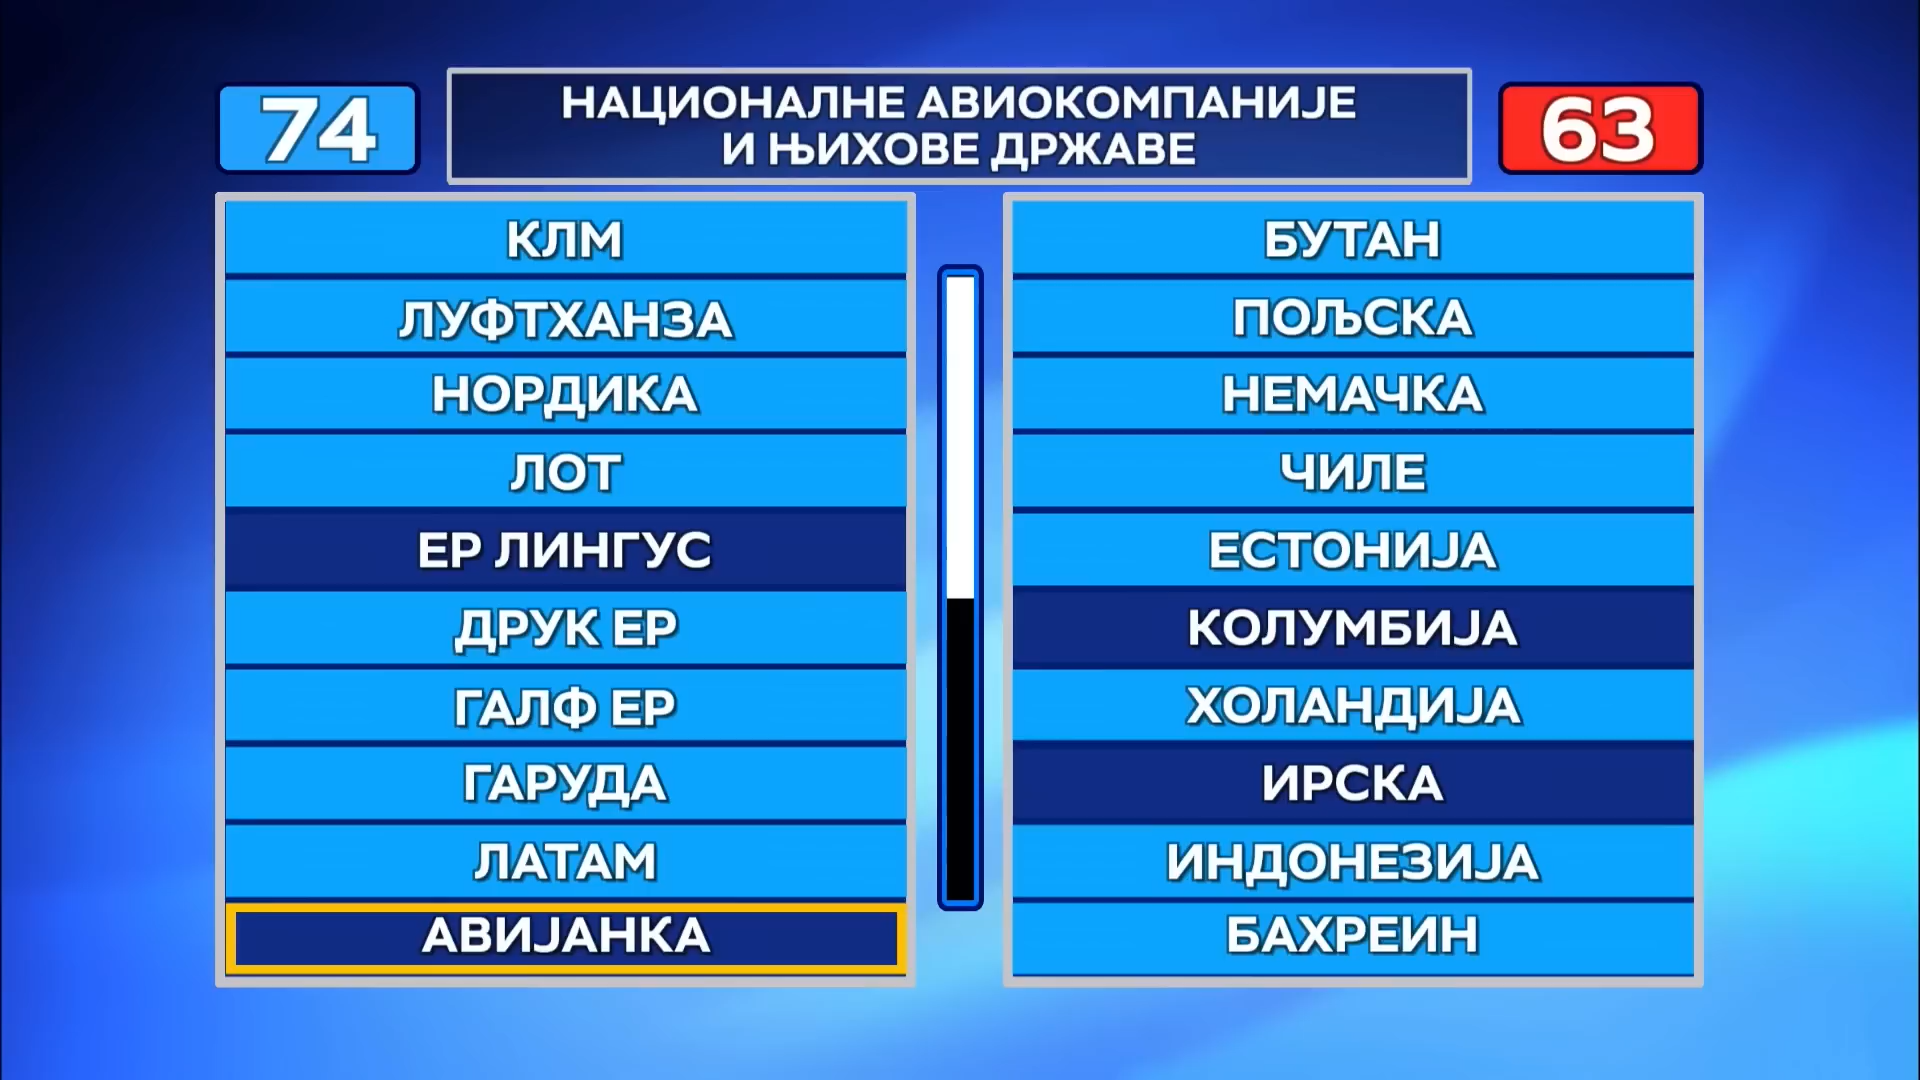 74
НАЦИОНАЛНЕ АВИОКОМПАНИЈЕ
И ЊИХОВЕ ДРЖАВЕ
63
КЛМ
БУТАН
ЛУФТХАНЗА
ПОЉСКА
НОРДИКА
НЕМАЧКА
ЛОТ
ЧИЛЕ
ЕР ЛИНГУС
ЕСТОНИЈА
ДРУК ЕР
КОЛУМБИЈА
ГАЛФ ЕР
ХОЛАНДИЈА
ГАРУДА
ИРСКА
ЛАТАМ
ИНДОНЕЗИЈА
АВИЈАНКА
БАХРЕИН